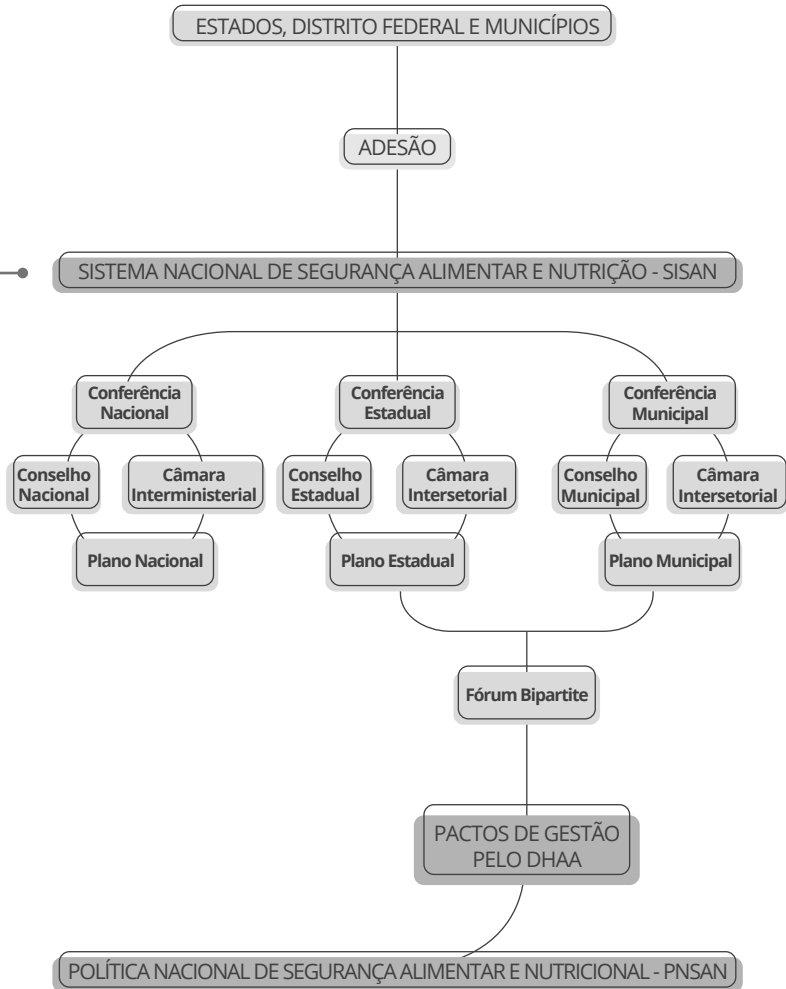 ESTADOS, DISTRITO FEDERAL E MUNICÍPIOS
ADESÃO
SISTEMA NACIONAL DE SEGURANÇA ALIMENTAR E NUTRIÇÃO - SISAN
Conferência
Nacional
Conferência
Estadual
Conferência
Municipal
Conselho
Nacional
Câmara
Interministerial
Conselho
Estadual
Câmara
Intersetorial
Conselho
Municipal
Câmara
Intersetorial
Plano Nacional
Plano Estadual
Plano Municipal
Fórum Bipartite
PACTOS DE GESTÃO
PELO DHAA
POLÍTICA NACIONAL DE SEGURANÇA ALIMENTAR E NUTRICIONAL - PNSAN